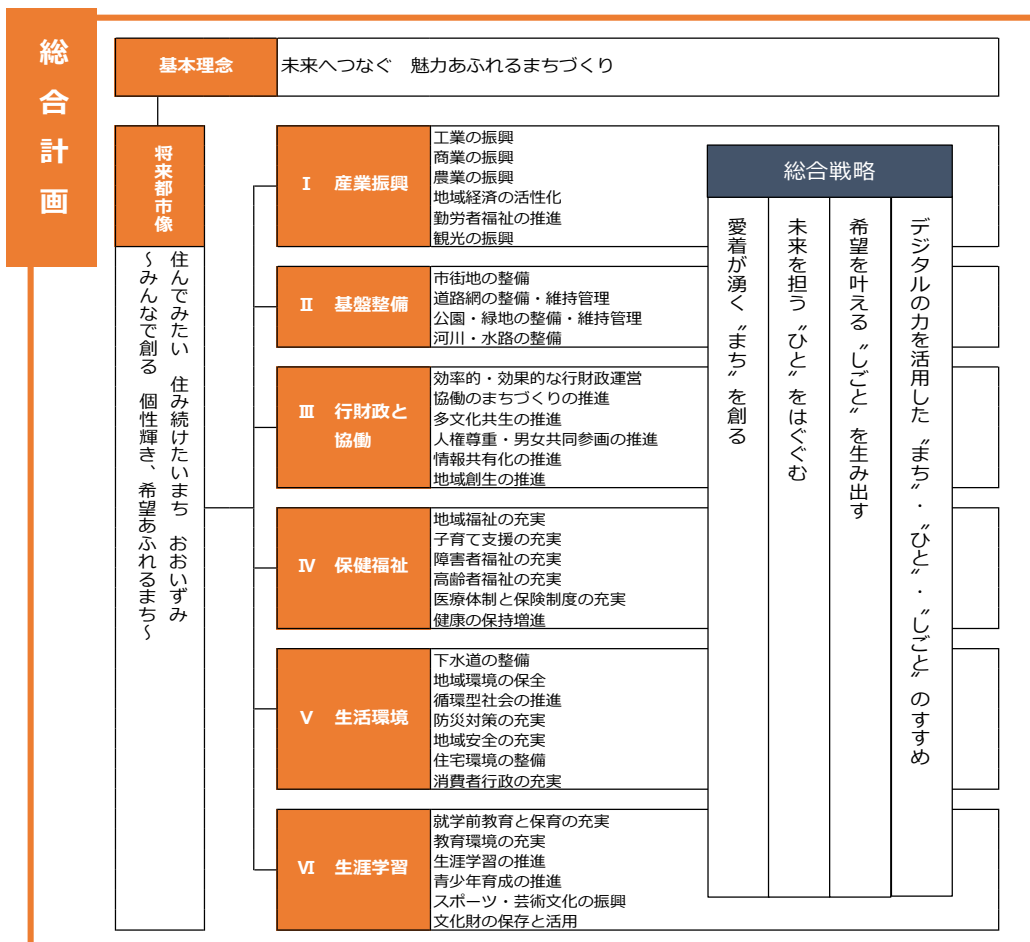 総合計画
基本理念
未来へつなぐ　魅力あふれるまちづくり
将来都市像
住んでみたい　住み続けたいまち　おおいずみ
～みんなで創る　個性輝き、希望あふれるまち～
Ⅰ　産業振興
工業の振興
商業の振興
農業の振興
地域経済の活性化
勤労者福祉の推進
観光の振興
Ⅱ　基盤整備
市街地の整備
道路網の整備・維持管理
公園・緑地の整備・維持管理
河川・水路の整備
Ⅲ　行財政と
協働
効率的・効果的な行財政運営
協働のまちづくりの推進
多文化共生の推進
人権尊重・男女共同参画の推進
情報共有化の推進
地域創生の推進
Ⅳ　保健福祉
地域福祉の充実
子育て支援の充実
障害者福祉の充実
高齢者福祉の充実
医療体制と保険制度の充実
健康の保持増進
Ⅴ　生活環境
下水道の整備
地域環境の保全
循環型社会の推進
防災対策の充実
地域安全の充実
住宅環境の整備
消費者行政の充実
Ⅵ　生涯学習
就学前教育と保育の充実
教育環境の充実
生涯学習の推進
青少年育成の推進
スポーツ・芸術文化の振興
文化財の保存と活用
総合戦略
デジタルの力を活用した〝まち〟・〝ひと〟・〝しごと〟のすすめ
希望を叶える〝しごと〟を生み出す
未来を担う〝ひと〟をはぐくむ
愛着が湧く〝まち〟を創る